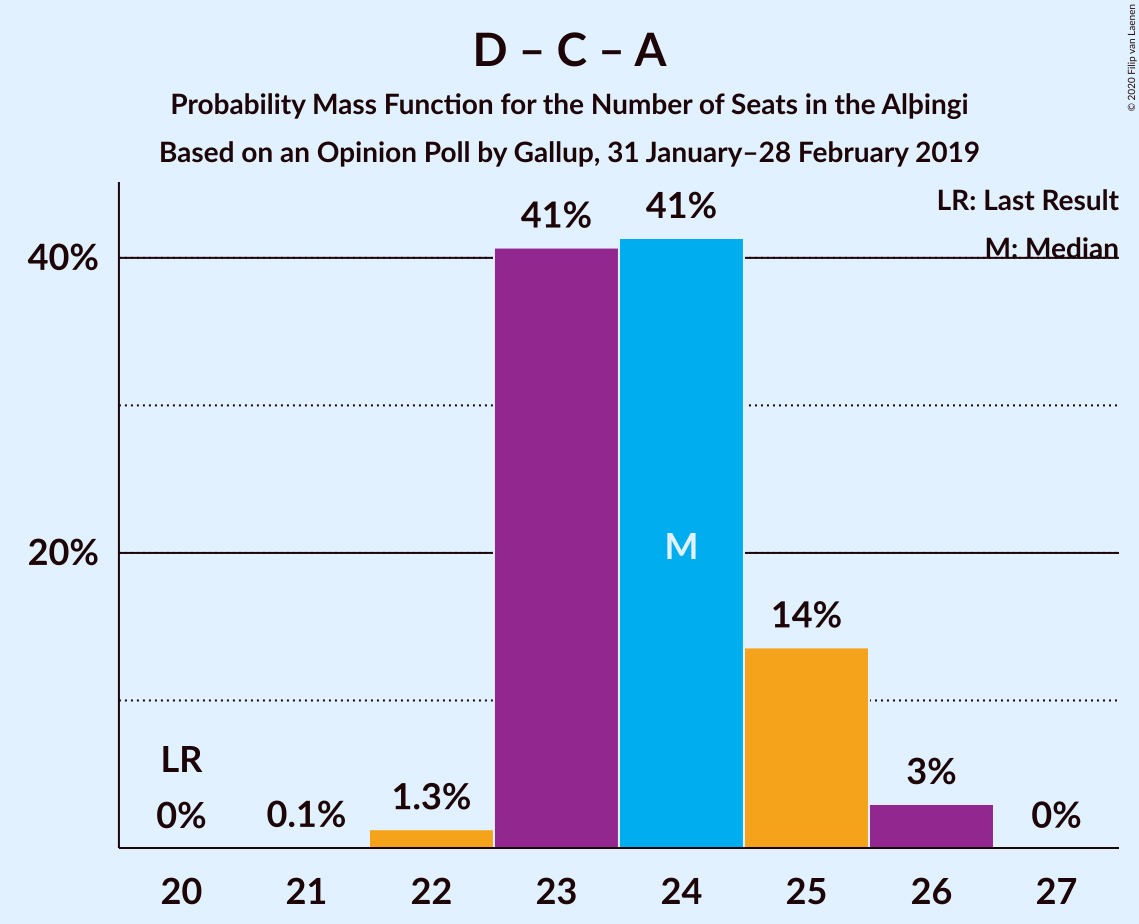 D – C – A
Probability Mass Function for the Number of Seats in the Alþingi
Based on an Opinion Poll by Gallup, 31 January–28 February 2019
© 2020 Filip van Laenen
LR: Last Result
M: Median
40%
20%
LR
0%
0.1%
1.3%
41%
41%
M
14%
3%
0%
20 21 22 23 24 25 26 27